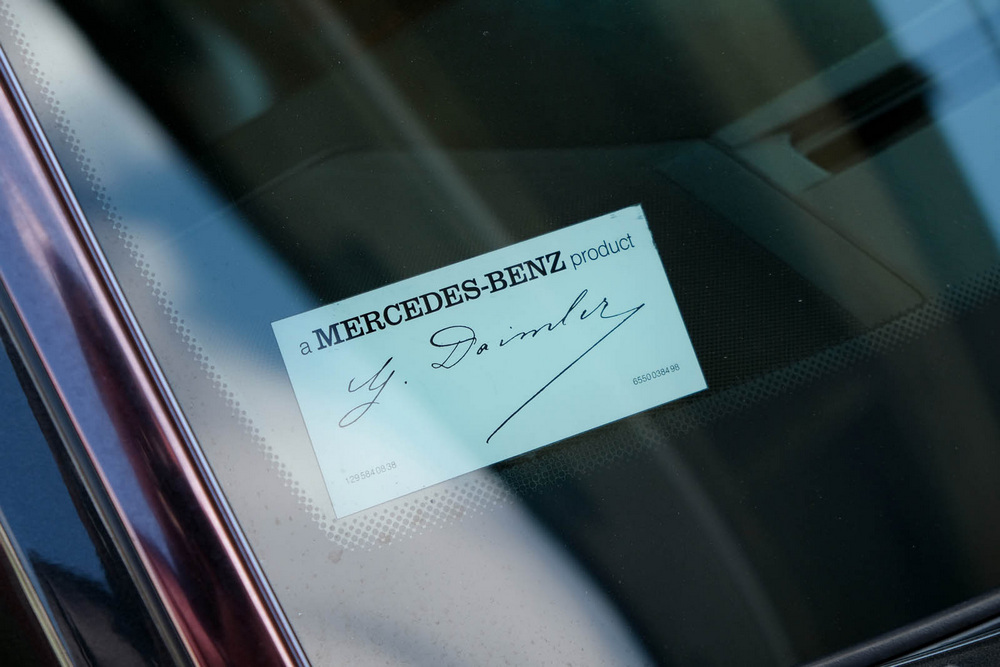 a MERCEDES-BENZ product
G. Daimler
129 584 08 38
6550038498